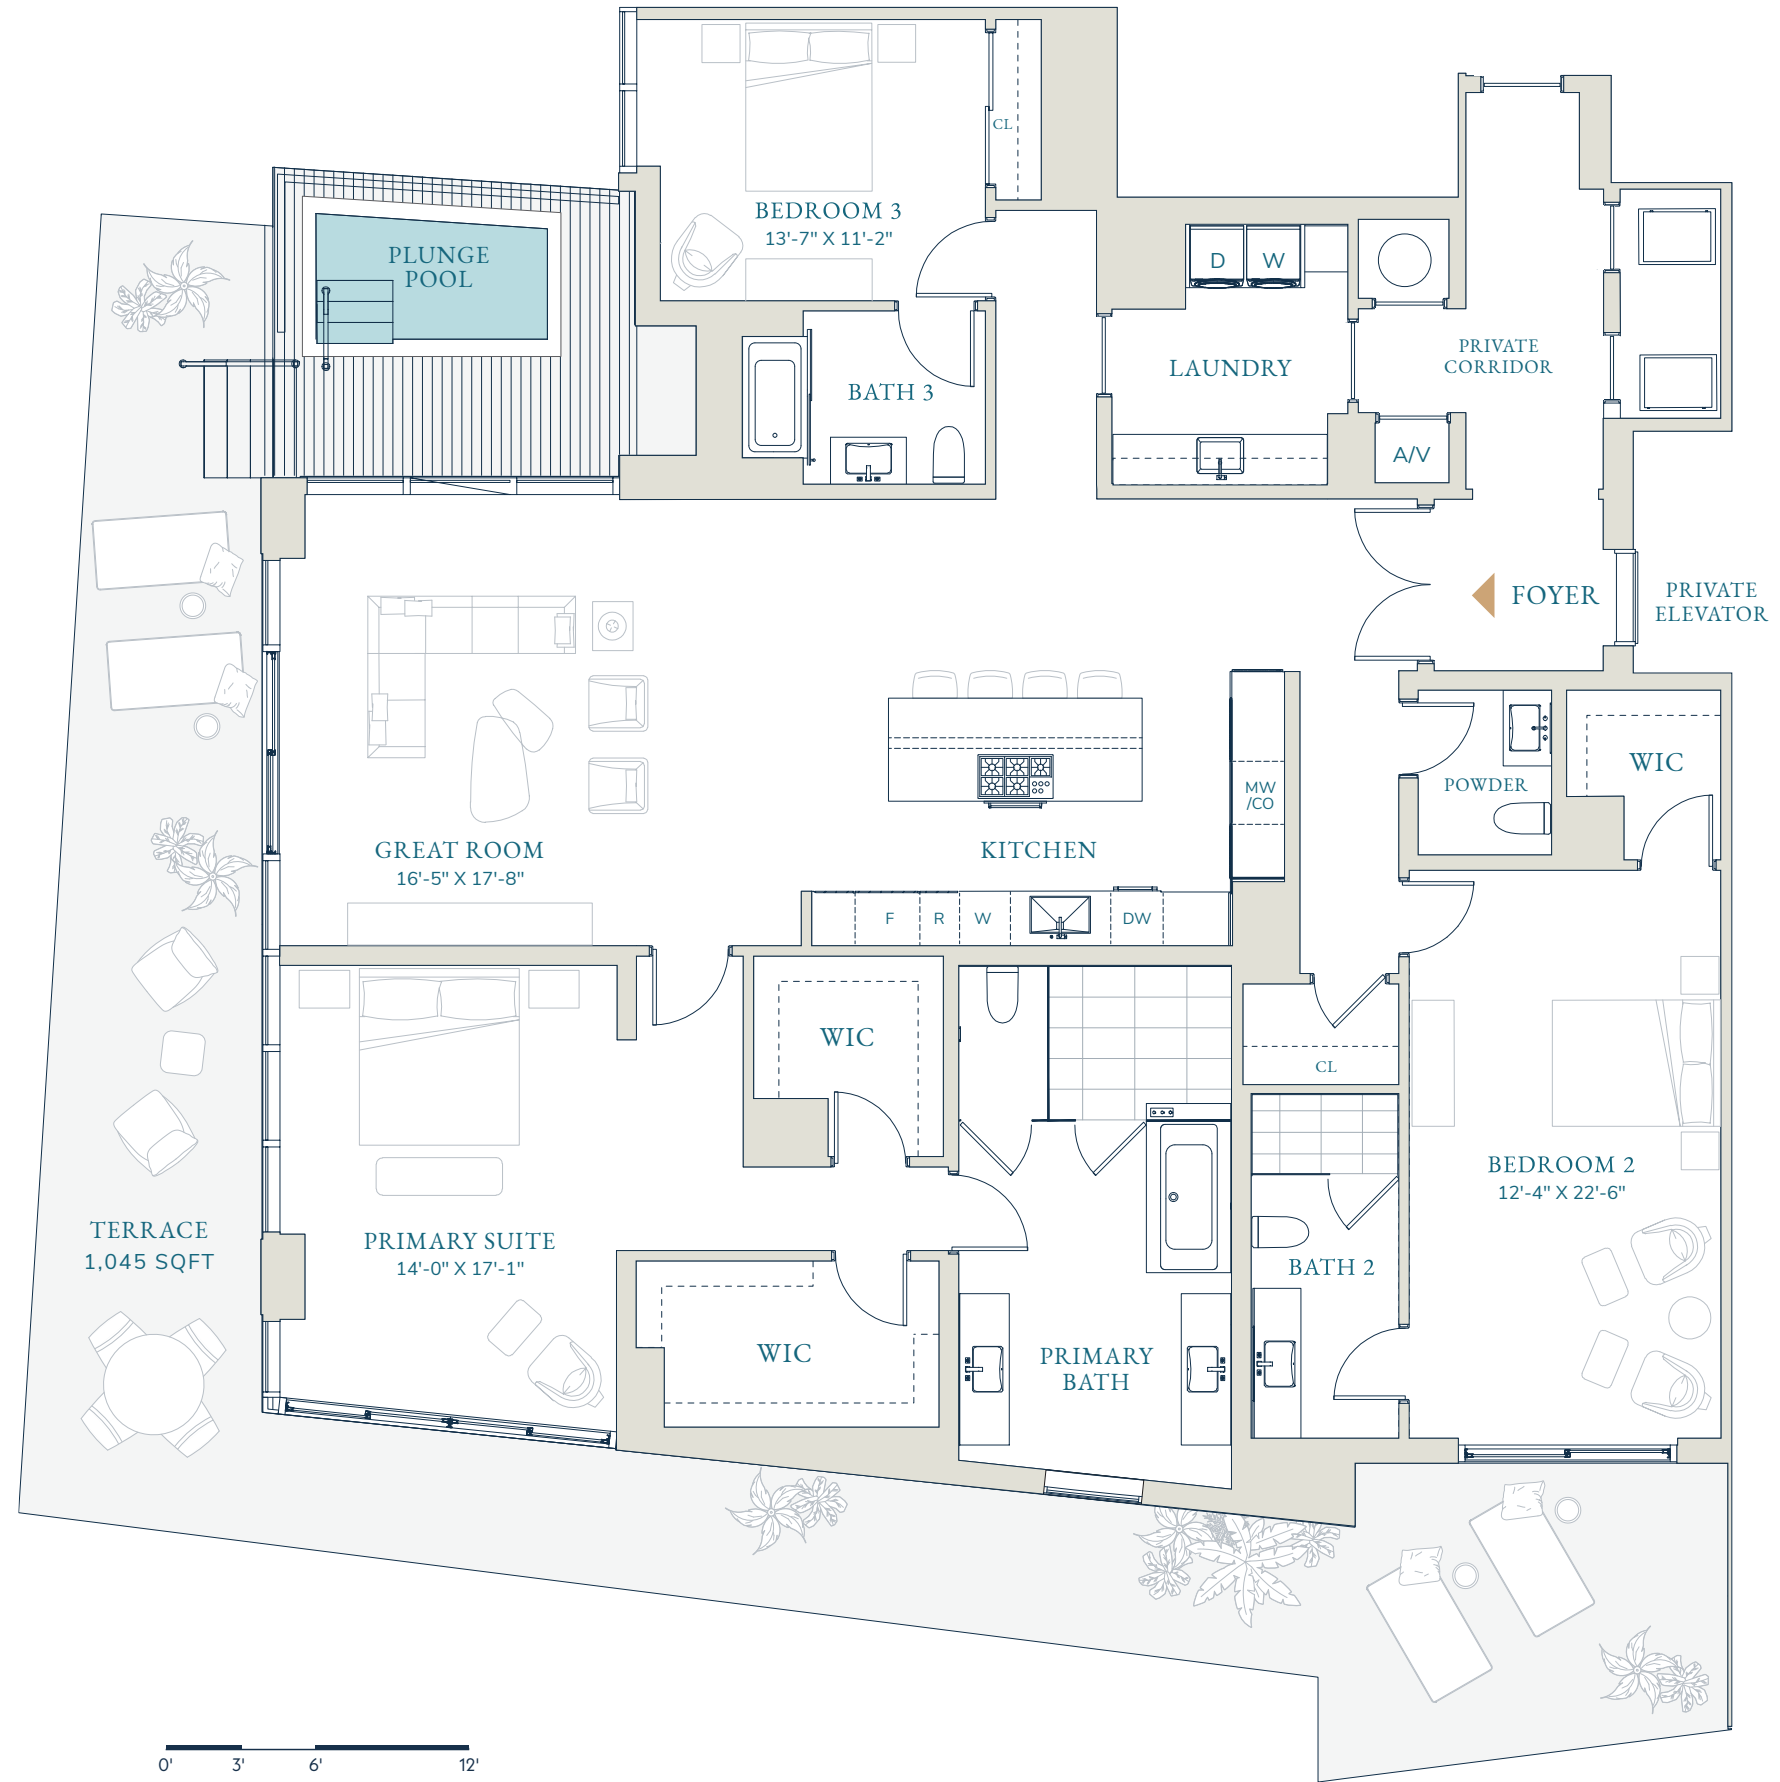 CL
BEDROOM 3
13'-7" X 11'-2"
PLUNGE
POOL
D
W
PRIVATE
CORRIDOR
LAUNDRY
BATH 3
A/V
FOYER
PRIVATE
ELEVATOR
WIC
POWDER
MW
/CO
GREAT ROOM
16'-5" X 17'-8"
KITCHEN
F
R
W
DW
WIC
CL
BEDROOM 2
12'-4" X 22'-6"
TERRACE
1,045 SQFT
PRIMARY SUITE
14'-0" X 17'-1"
BATH 2
WIC
PRIMARY
BATH
0'
3'
6'
12'